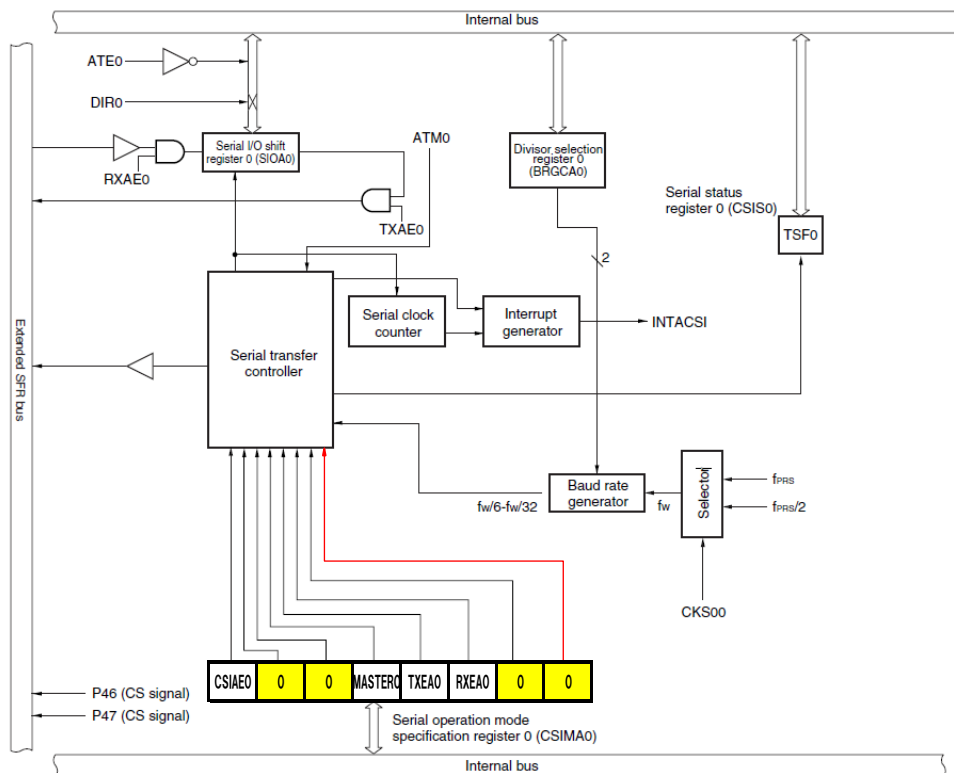 Internal bus
ATE0
DIR0
Serial I/O shift
register 0 (SIOA0)
ATM0
Divisor selection
register 0
(BRGCA0)
RXAE0
TXAE0
Serial status
register 0 (CSIS0)
TSF0
2
Extended SFR bus
Serial transfer
controller
Serial clock
counter
Interrupt
generator
INTACSI
Baud rate
generator
fw/6-fw/32
fw
Selector
fPRS
fPRS/2
CKS00
CSIAE0 0 0 MASTER0 TXEA0 RXEA0 0 0
P46 (CS signal)
P47 (CS signal)
Serial operation mode
specification register 0 (CSIMA0)
Internal bus